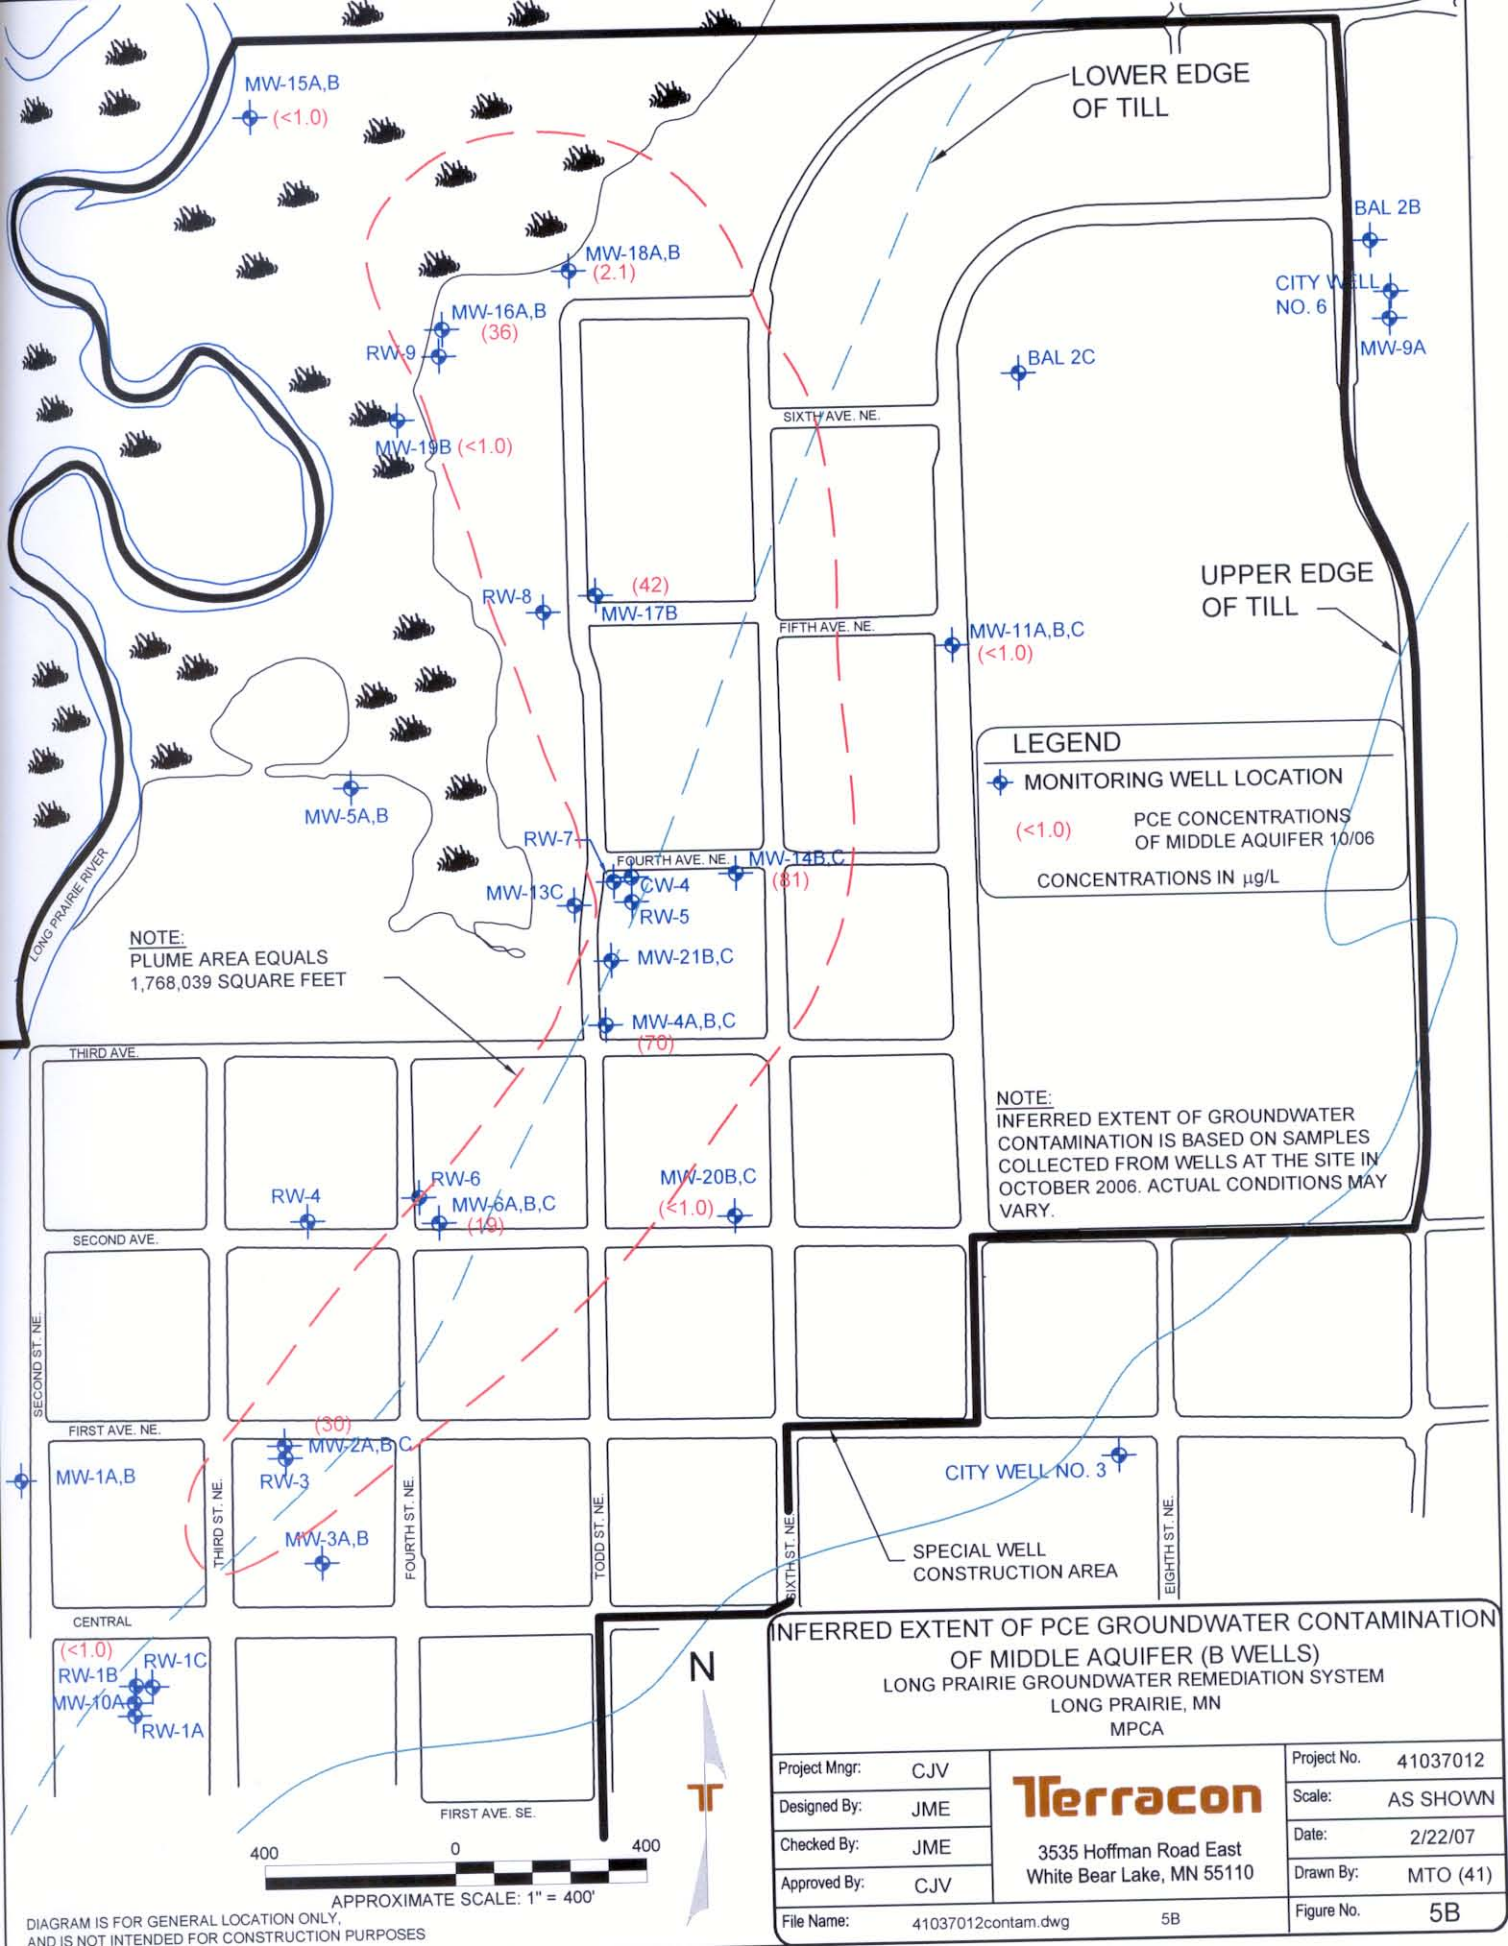 MW-15A,B
(<1.0)
LOWER EDGE
OF TILL
BAL 2B
CITY WELL
NO. 6
MW-9A
MW-18A,B
(2.1)
MW-16A,B
(36)
RW-9
BAL 2C
SIXTH AVE. NE.
MW-19B (<1.0)
UPPER EDGE
OF TILL
RW-8
(42)
MW-17B
FIFTH AVE. NE.
MW-11A,B,C
(<1.0)
LEGEND
MONITORING WELL LOCATION
(<1.0)
PCE CONCENTRATIONS
OF MIDDLE AQUIFER 10/06
CONCENTRATIONS IN µg/L
MW-5A,B
RW-7
FOURTH AVE. NE.
MW-14B,C
(81)
CW-4
MW-13C
RW-5
LONG PRAIRIE RIVER
NOTE:
PLUME AREA EQUALS
1,768,039 SQUARE FEET
MW-21B,C
MW-4A,B,C
(70)
THIRD AVE.
NOTE:
INFERRED EXTENT OF GROUNDWATER
CONTAMINATION IS BASED ON SAMPLES
COLLECTED FROM WELLS AT THE SITE IN
OCTOBER 2006. ACTUAL CONDITIONS MAY
VARY.
RW-4
RW-6
MW-6A,B,C
(19)
MW-20B,C
(<1.0)
SECOND AVE.
SECOND ST. NE.
FIRST AVE. NE.
(30)
MW-2A,B,C
RW-3
MW-1A,B
MW-3A,B
THIRD ST. NE.
FOURTH ST. NE.
TODD ST. NE.
SIXTH ST. NE.
EIGHTH ST. NE.
CITY WELL NO. 3
SPECIAL WELL
CONSTRUCTION AREA
CENTRAL
(<1.0)
RW-1B
RW-1C
MW-10A
RW-1A
FIRST AVE. SE.
N
400 0 400
APPROXIMATE SCALE: 1" = 400'
DIAGRAM IS FOR GENERAL LOCATION ONLY,
AND IS NOT INTENDED FOR CONSTRUCTION PURPOSES
INFERRED EXTENT OF PCE GROUNDWATER CONTAMINATION
OF MIDDLE AQUIFER (B WELLS)
LONG PRAIRIE GROUNDWATER REMEDIATION SYSTEM
LONG PRAIRIE, MN
MPCA
Project Mngr: CJV
Designed By: JME
Checked By: JME
Approved By: CJV
File Name: 41037012contam.dwg 5B
Terracon
3535 Hoffman Road East
White Bear Lake, MN 55110
Project No. 41037012
Scale: AS SHOWN
Date: 2/22/07
Drawn By: MTO (41)
Figure No. 5B